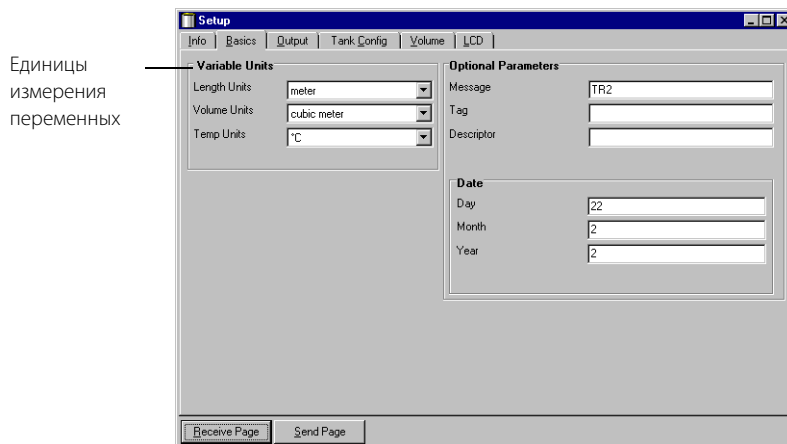 Setup
Info Basics Output Tank Config Volume LCD
Единицы
измерения
переменных
Variable Units
Length Units meter
Volume Units cubic meter
Temp Units °C
Optional Parameters
Message TR2
Tag
Descriptor
Date
Day 22
Month 2
Year 2
Receive Page Send Page